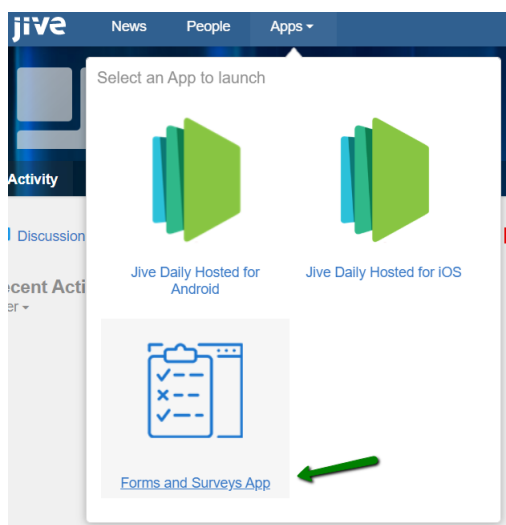 jive News People Apps
Select an App to launch
Activity
Discussion
Jive Daily Hosted for
Android
Jive Daily Hosted for iOS
cent Acti
er
Forms and Surveys App